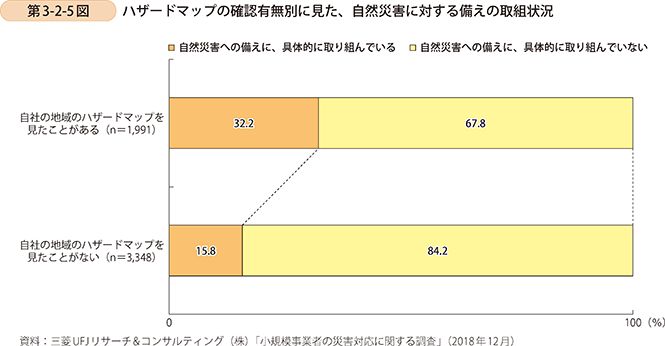 第3-2-5図 ハザードマップの確認有無別に見た、自然災害に対する備えの取組状況
自然災害への備えに、具体的に取り組んでいる 自然災害への備えに、具体的に取り組んでいない
自社の地域のハザードマップを
見たことがある（n＝1,991）
32.2 67.8
自社の地域のハザードマップを
見たことがない（n＝3,348）
15.8 84.2
0 100（%）
資料：三菱UFJリサーチ＆コンサルティング（株）「小規模事業者の災害対応に関する調査」（2018年12月）